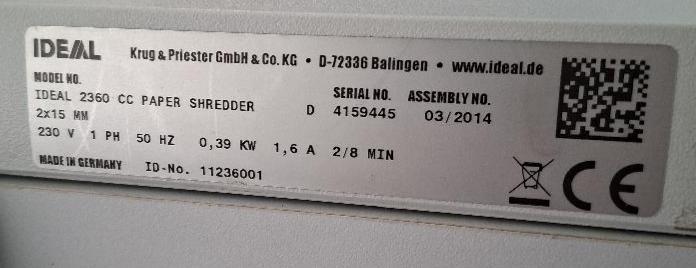 IDEAL Krug & Priester GmbH & Co. KG • D-72336 Balingen • www.ideal.de
MODEL NO. SERIAL NO. ASSEMBLY NO.
IDEAL 2360 CC PAPER SHREDDER D 4159445 03/2014
2x15 MM
230 V 1 PH 50 HZ 0,39 KW 1,6 A 2/8 MIN
MADE IN GERMANY ID-No. 11236001
CE